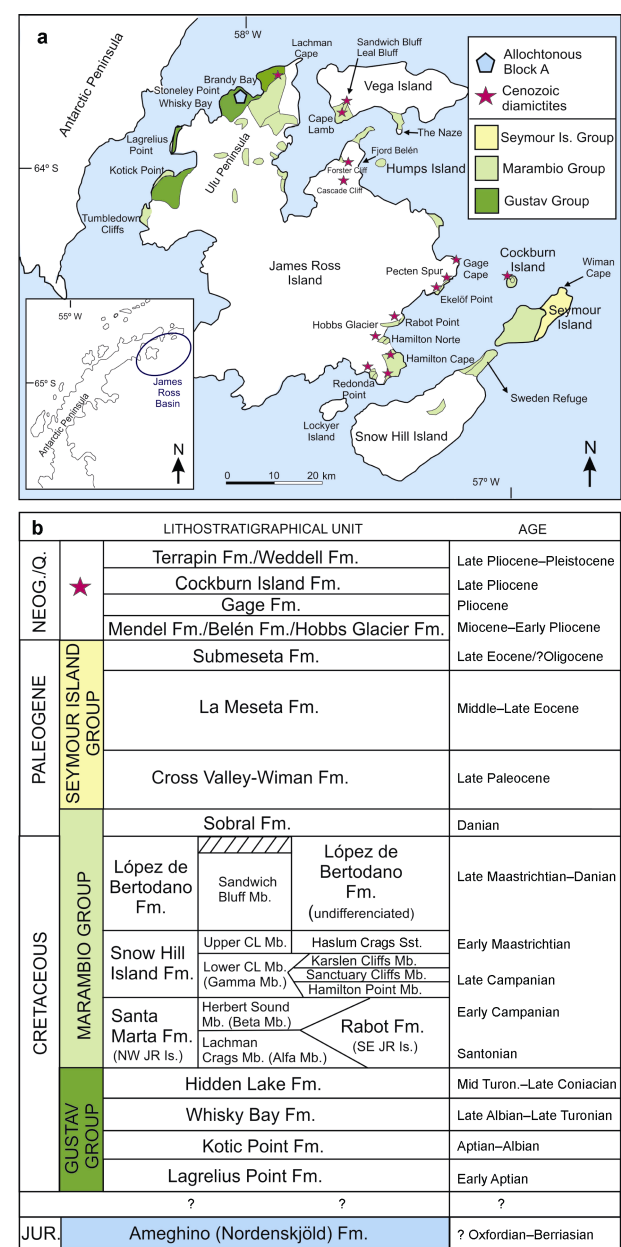 a
58° W
Antarctic Peninsula
Lachman
Cape
Sandwich Bluff
Leal Bluff
Allochtonous
Block A
Cenozoic
diamictites
Seymour Is. Group
Marambio Group
Gustav Group
Brandy Bay
Stoneley Point
Whisky Bay
Vega Island
Cape
Lamb
The Naze
Lagrelius
Point
64° S
Kotick Point
Ulu Peninsula
Fjord Belén
Forster Cliff
Humps Island
Cascade Cliff
Tumbledown
Cliffs
James Ross
Island
Pecten Spur
Gage
Cape
Cockburn
Island
Wiman
Cape
Ekelöf Point
Seymour
Island
55° W
Hobbs Glacier
Rabot Point
Hamilton Norte
Hamilton Cape
Redonda
Point
Sweden Refuge
Lockyer
Island
Snow Hill Island
65° S
James
Ross
Basin
Antarctic Peninsula
N
0 10 20 km
57° W
N
b
LITHOSTRATIGRAPHICAL UNIT
AGE
NEOG./Q.
Terrapin Fm./Weddell Fm.
Late Pliocene–Pleistocene
Cockburn Island Fm.
Late Pliocene
Gage Fm.
Pliocene
Mendel Fm./Belén Fm./Hobbs Glacier Fm.
Miocene–Early Pliocene
PALEOGENE
SEYMOUR ISLAND
GROUP
Submeseta Fm.
Late Eocene/?Oligocene
La Meseta Fm.
Middle–Late Eocene
Cross Valley-Wiman Fm.
Late Paleocene
MARAMBIO GROUP
Sobral Fm.
Danian
CRETACEOUS
López de
Bertodano
Fm.
Sandwich
Bluff Mb.
López de
Bertodano
Fm.
(undifferenciated)
Late Maastrichtian–Danian
Snow Hill
Island Fm.
Upper CL Mb.
Haslum Crags Sst.
Early Maastrichtian
Lower CL Mb.
(Gamma Mb.)
Karslen Cliffs Mb.
Sanctuary Cliffs Mb.
Hamilton Point Mb.
Late Campanian
Santa
Marta Fm.
(NW JR Is.)
Herbert Sound
Mb. (Beta Mb.)
Lachman
Crags Mb. (Alfa Mb.)
Rabot Fm.
(SE JR Is.)
Early Campanian
Santonian
GUSTAV
GROUP
Hidden Lake Fm.
Mid Turon.–Late Coniacian
Whisky Bay Fm.
Late Albian–Late Turonian
Kotic Point Fm.
Aptian–Albian
Lagrelius Point Fm.
Early Aptian
? ? ?
JUR.
Ameghino (Nordenskjöld) Fm.
? Oxfordian–Berriasian